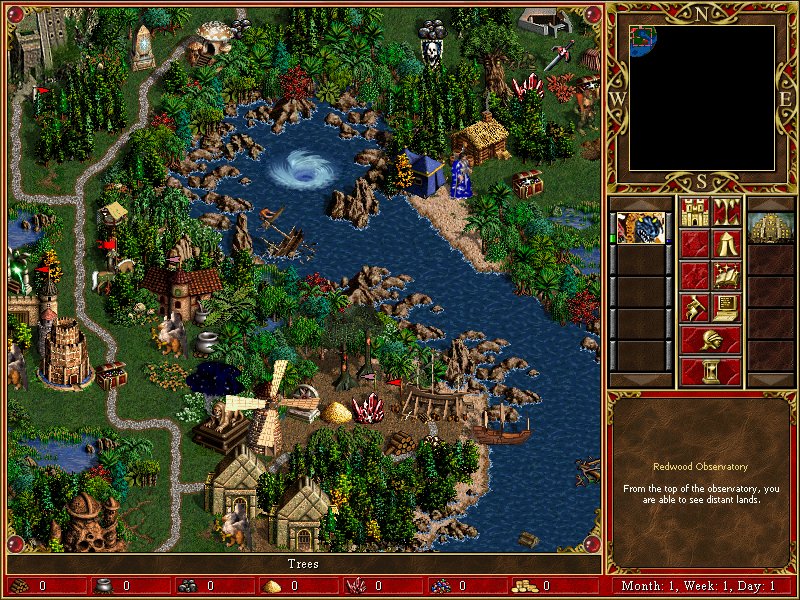 N
W
E
S
Redwood Observatory
From the top of the observatory, you
are able to see distant lands.
Trees
0 0 0 0 0 0 0 Month: 1, Week: 1, Day: 1